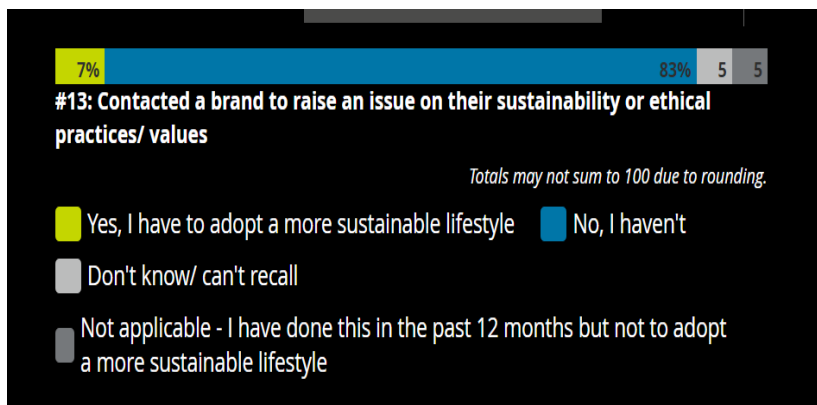 7% 83% 5 5
#13: Contacted a brand to raise an issue on their sustainability or ethical
practices/ values
Totals may not sum to 100 due to rounding.
Yes, I have to adopt a more sustainable lifestyle No, I haven't
Don't know/ can't recall
Not applicable - I have done this in the past 12 months but not to adopt
a more sustainable lifestyle